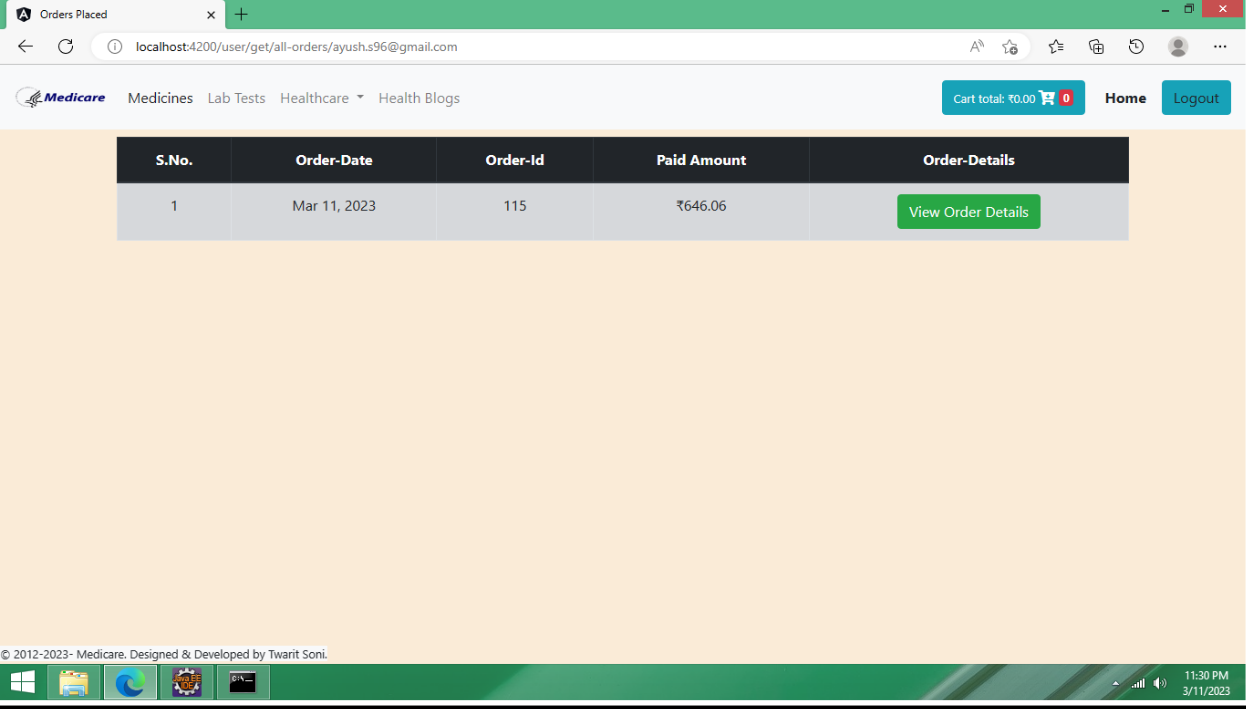 Orders Placed
localhost:4200/user/get/all-orders/ayush.s96@gmail.com
Medicare Medicines Lab Tests Healthcare Health Blogs Cart total: ₹0.00 0 Home Logout
S.No. Order-Date Order-Id Paid Amount Order-Details
1 Mar 11, 2023 115 ₹646.06 View Order Details
© 2012-2023- Medicare. Designed & Developed by Twarit Soni.
Java EE
IDE
C:\
11:30 PM
3/11/2023